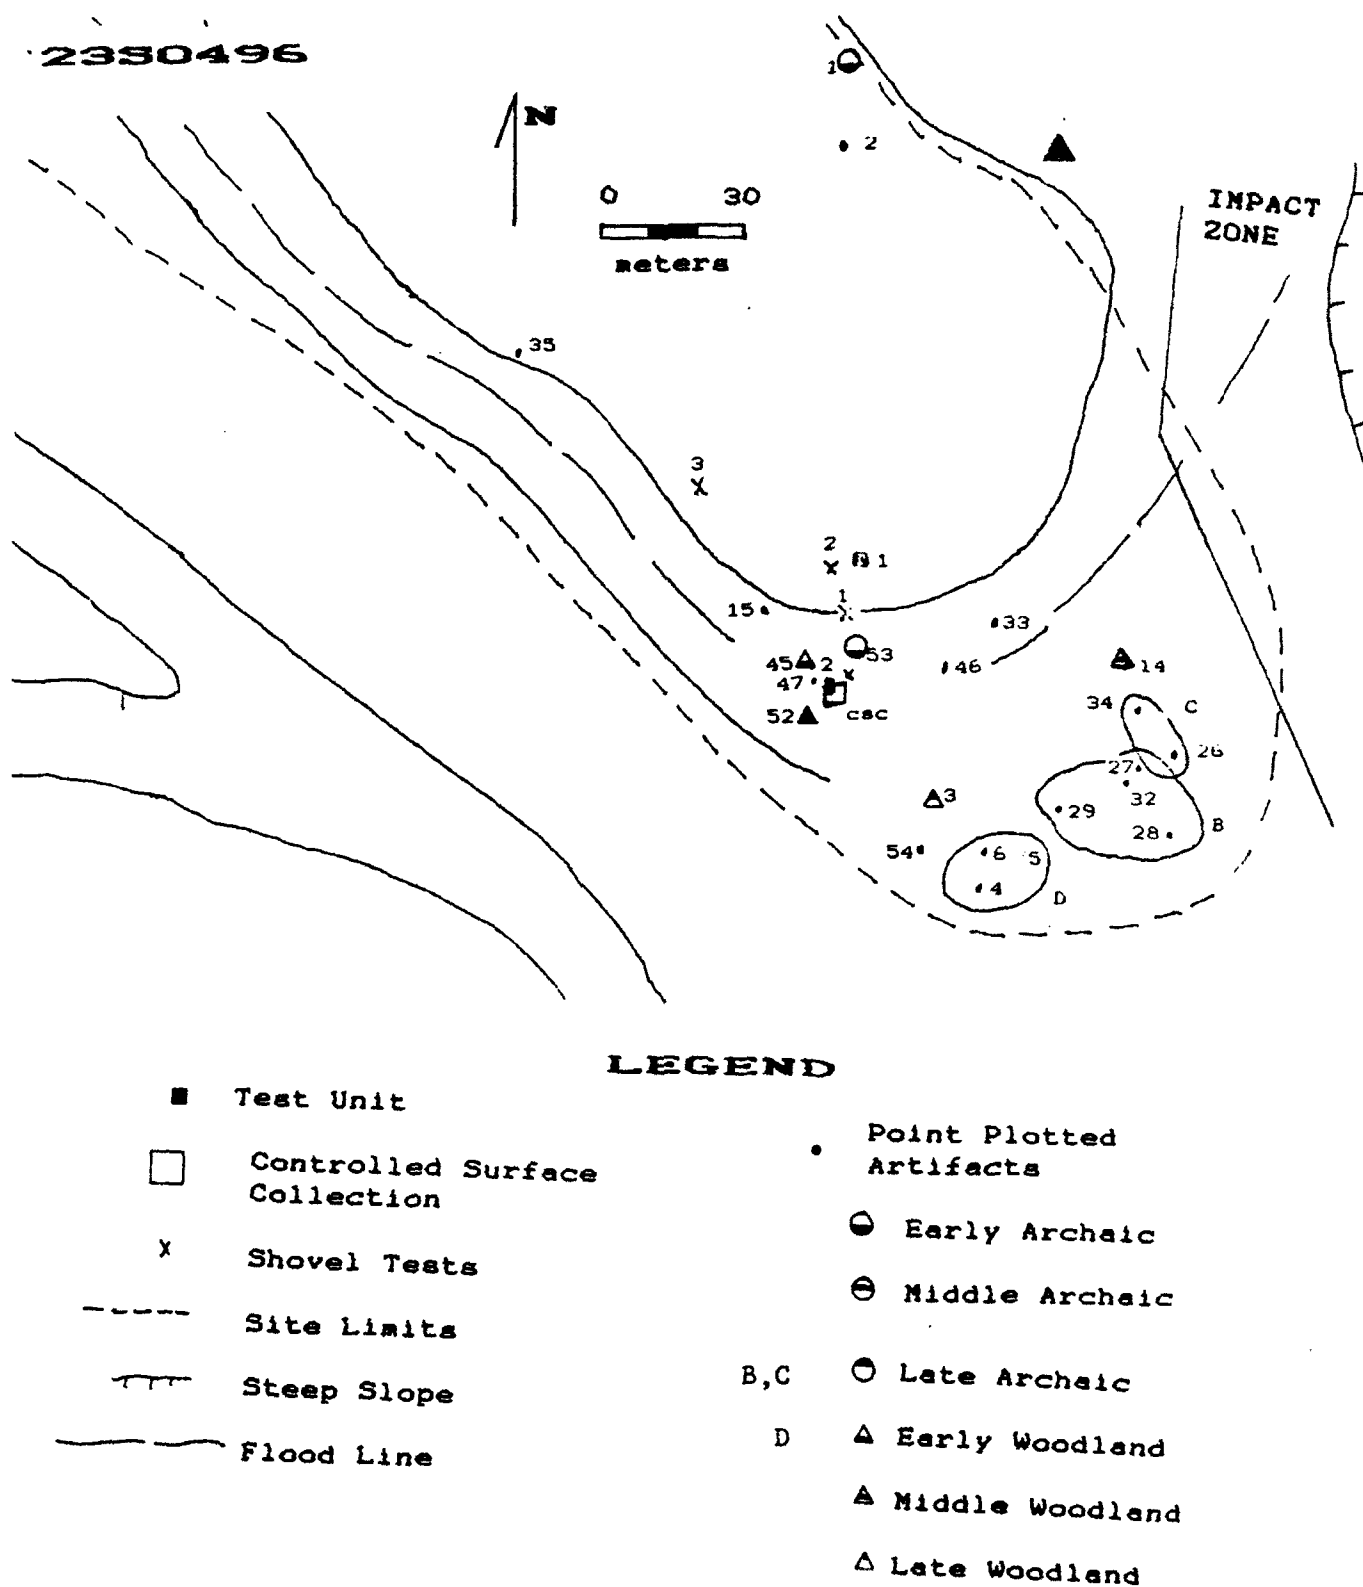 23SO496
1
N
2
0 30
meters
IMPACT
ZONE
35
3
2
1
1
15
33
53
45
2
46
14
47
52
csc
34
C
26
27
3
32
29
28
B
54
6
5
4
D
LEGEND
Test Unit
Controlled Surface
Collection
Shovel Tests
Site Limits
Steep Slope
Flood Line
Point Plotted
Artifacts
Early Archaic
Middle Archaic
B,C Late Archaic
D Early Woodland
Middle Woodland
Late Woodland